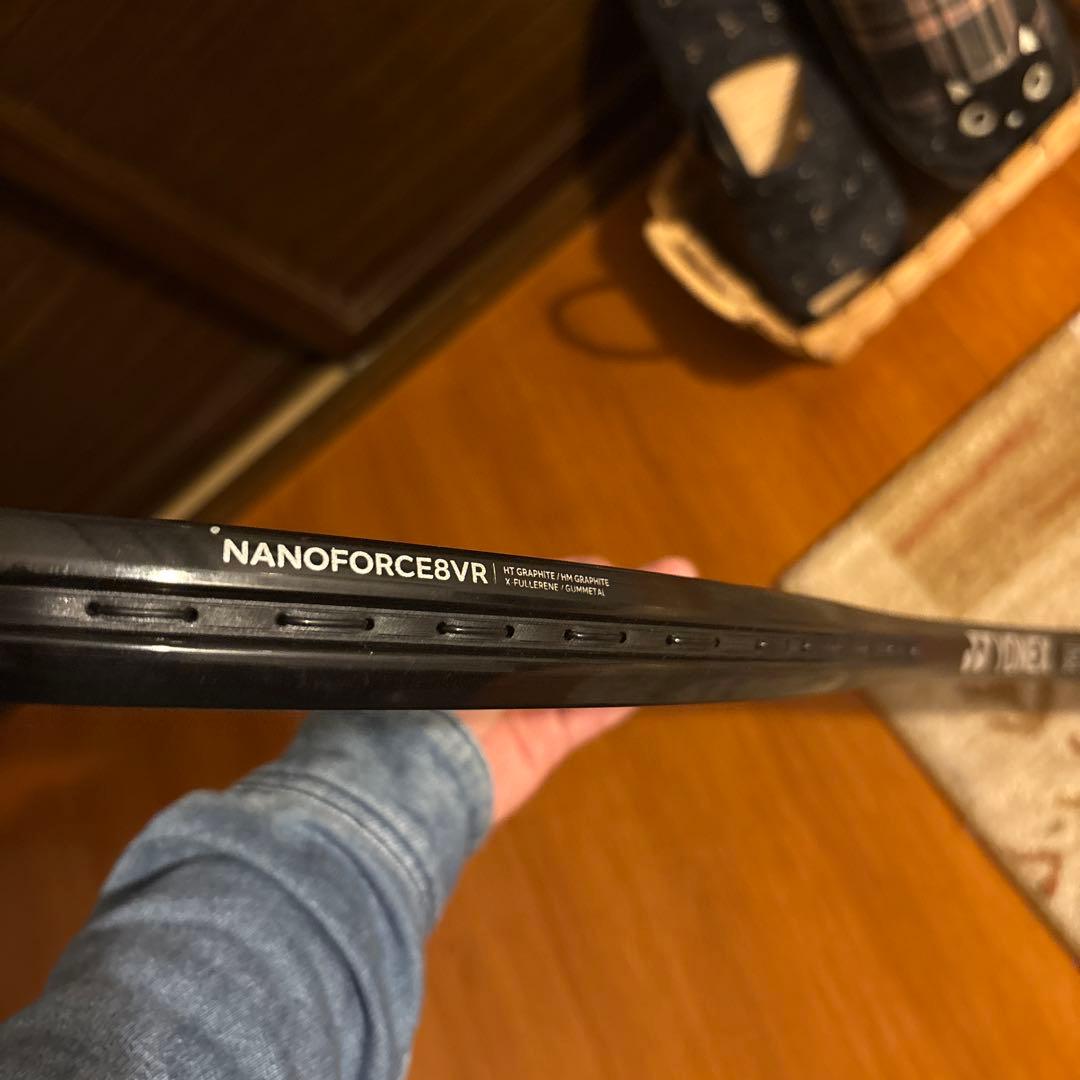 NANOFORCE8VR
HT GRAPHITE / HM GRAPHITE
X-FULLERENE / GUMMETAL
YONEX